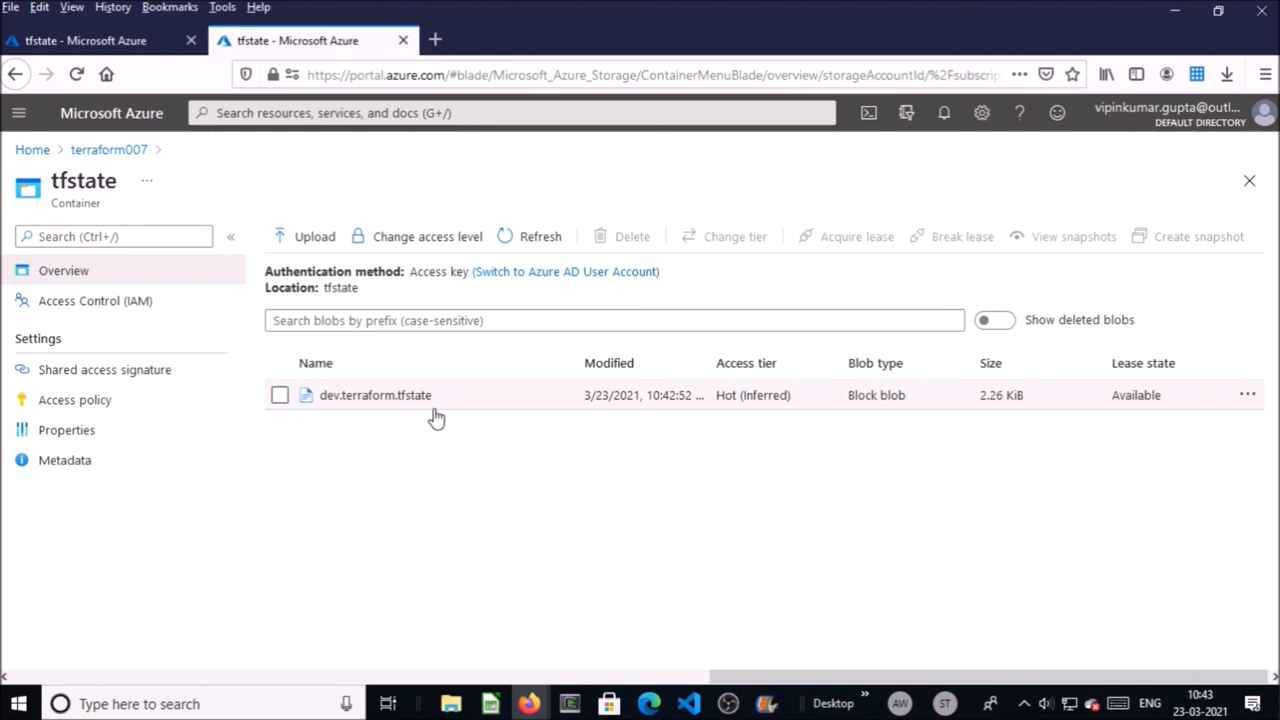 File Edit View History Bookmarks Tools Help
tfstate - Microsoft Azure
tfstate - Microsoft Azure
https://portal.azure.com/#blade/Microsoft_Azure_Storage/ContainerMenuBlade/overview/storageAccountId/%2Fsubscrip
Microsoft Azure
Search resources, services, and docs (G+/)
vipinkumar.gupta@outl...
DEFAULT DIRECTORY
Home > terraform007 >
tfstate ...
Container
Search (Ctrl+/)
«
Overview
Access Control (IAM)
Settings
Shared access signature
Access policy
Properties
Metadata
Upload Change access level Refresh Delete Change tier Acquire lease Break lease View snapshots Create snapshot
Authentication method: Access key (Switch to Azure AD User Account)
Location: tfstate
Search blobs by prefix (case-sensitive)
Show deleted blobs
Name Modified Access tier Blob type Size Lease state
dev.terraform.tfstate 3/23/2021, 10:42:52 ... Hot (Inferred) Block blob 2.26 KiB Available ...
Type here to search
Desktop
AW
ST
ENG
10:43
23-03-2021